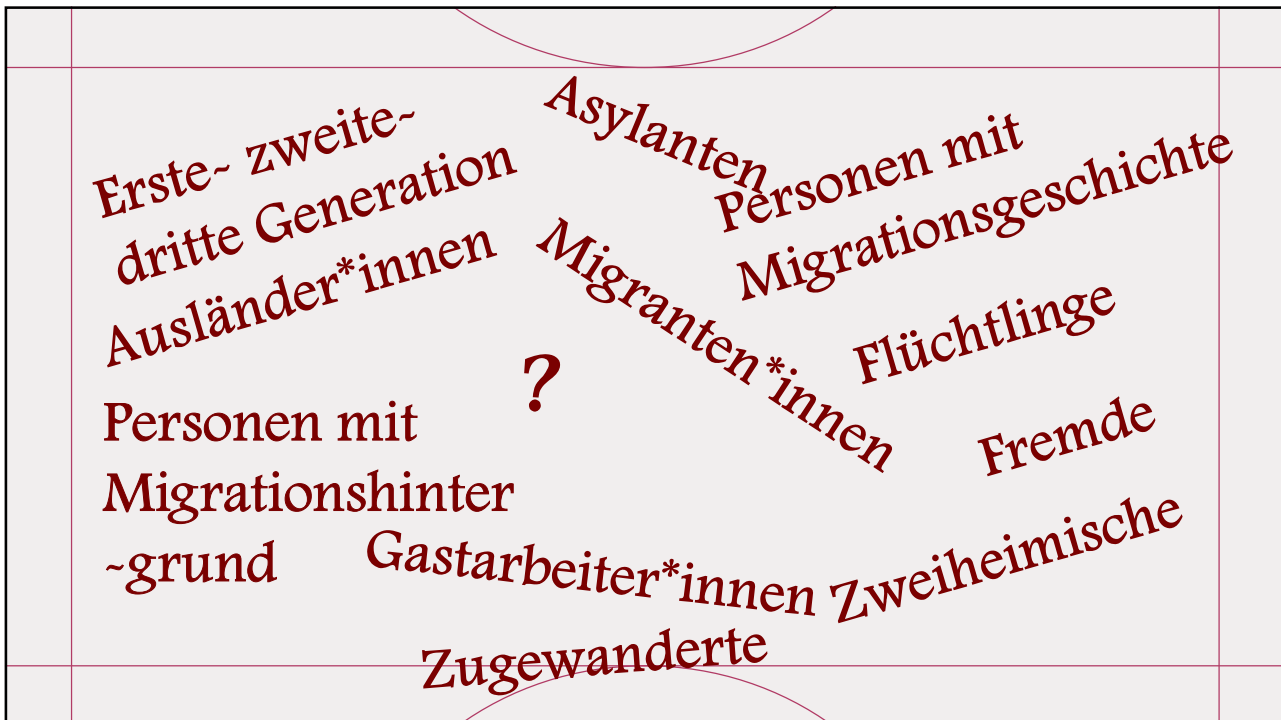 Erste- zweite-
dritte Generation
Ausländer*innen
Asylanten
Personen mit
Migrationsgeschichte
Migranten*innen
Flüchtlinge
?
Fremde
Personen mit
Migrationshinter
-grund
Gastarbeiter*innen
Zweiheimische
Zugewanderte